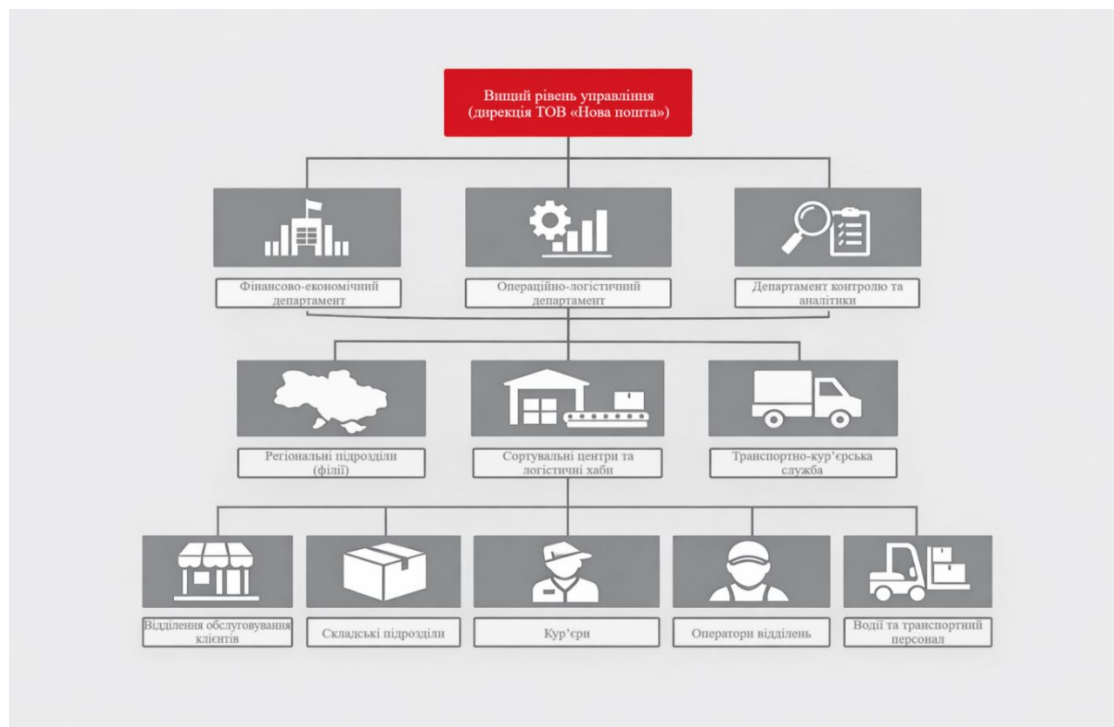 Вищий рівень управління
(дирекція ТОВ «Нова пошта»)
Фінансово-економічний
департамент
Операційно-логістичний
департамент
Департамент контролю та
аналітики
Регіональні підрозділи
(філії)
Сортувальні центри та
логістичні хаби
Транспортно-кур’єрська
служба
Відділення обслуговування
клієнтів
Складські підрозділи
Кур’єри
Оператори відділень
Водії та транспортний
персонал